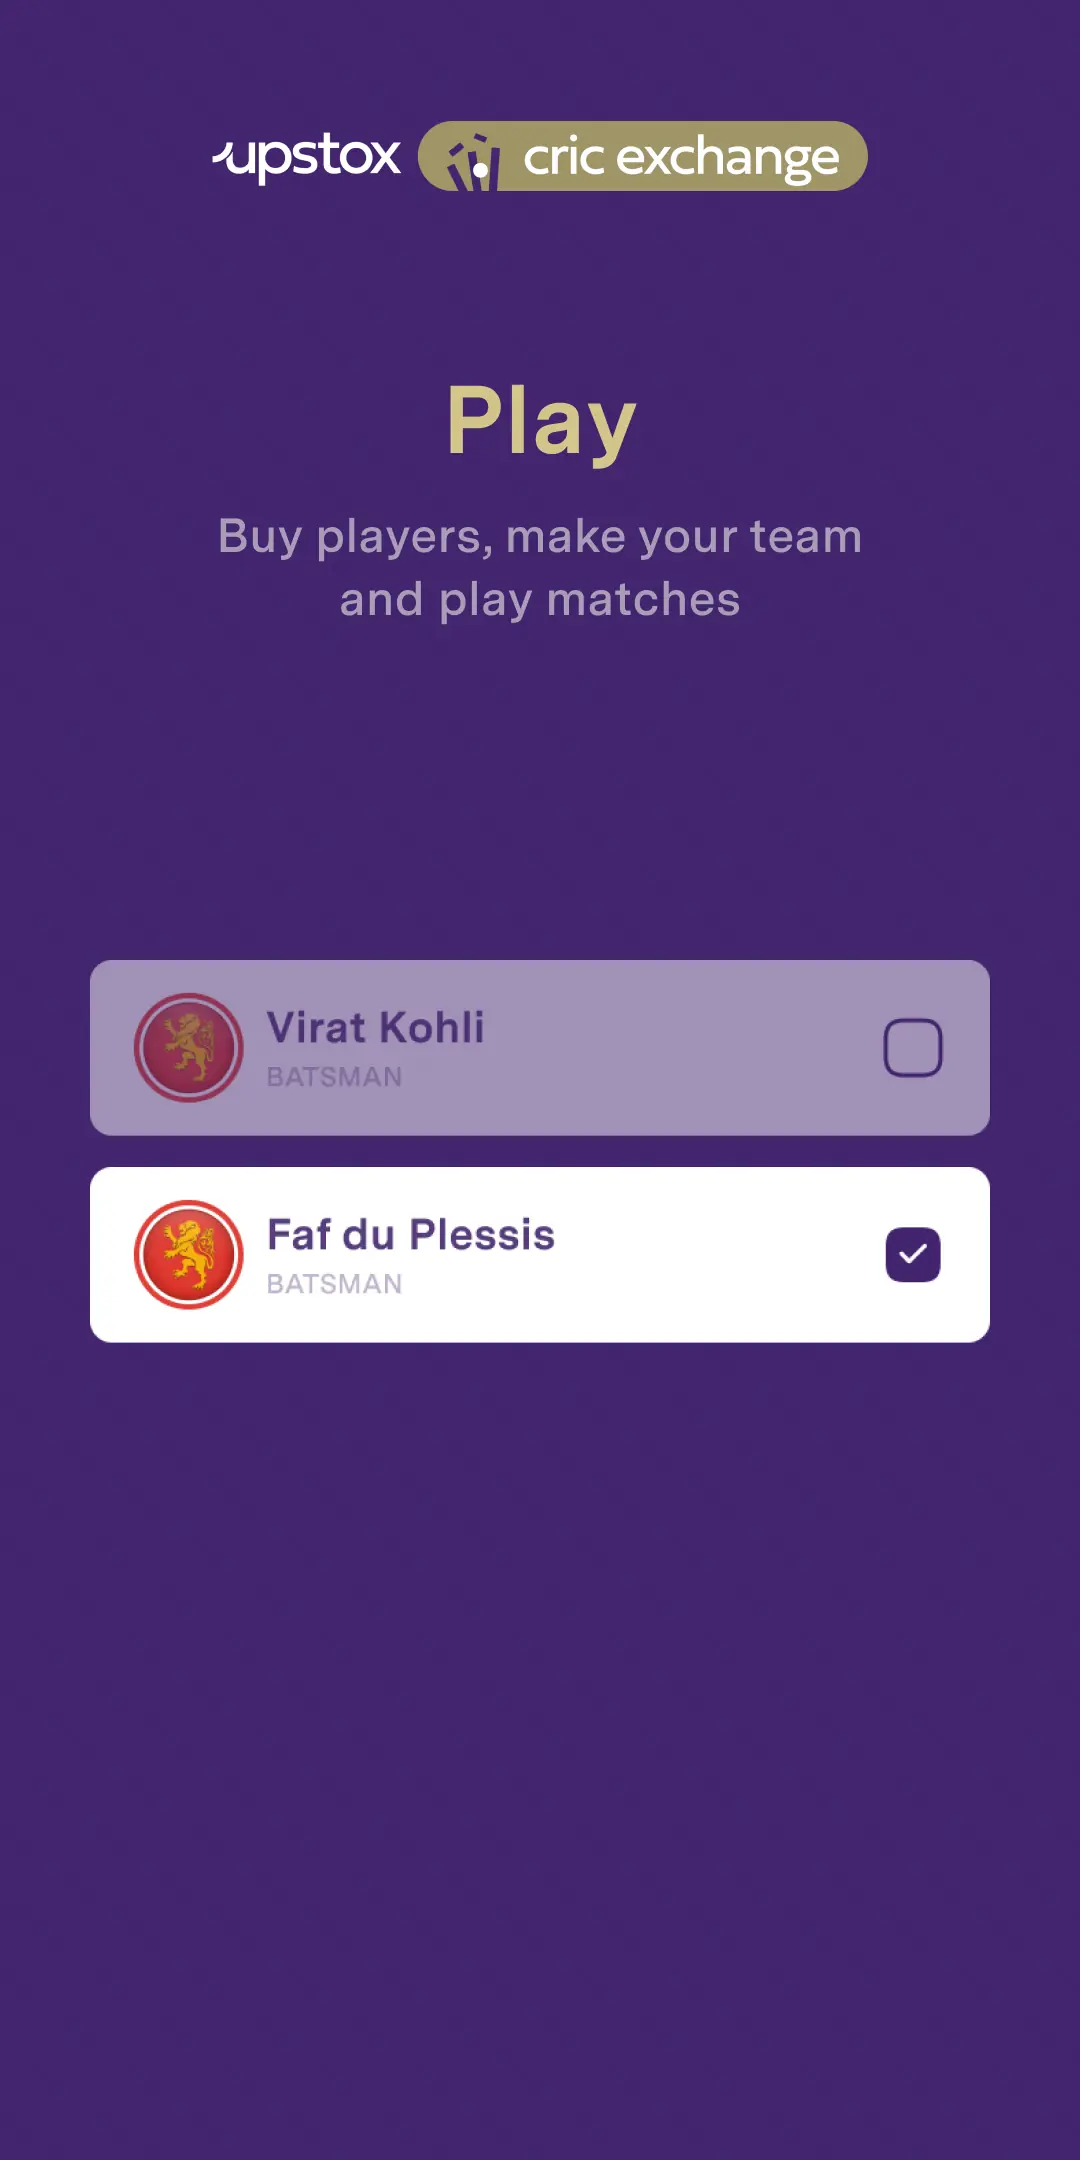 upstox cric exchange
Play
Buy players, make your team
and play matches
Virat Kohli
BATSMAN
Faf du Plessis
BATSMAN